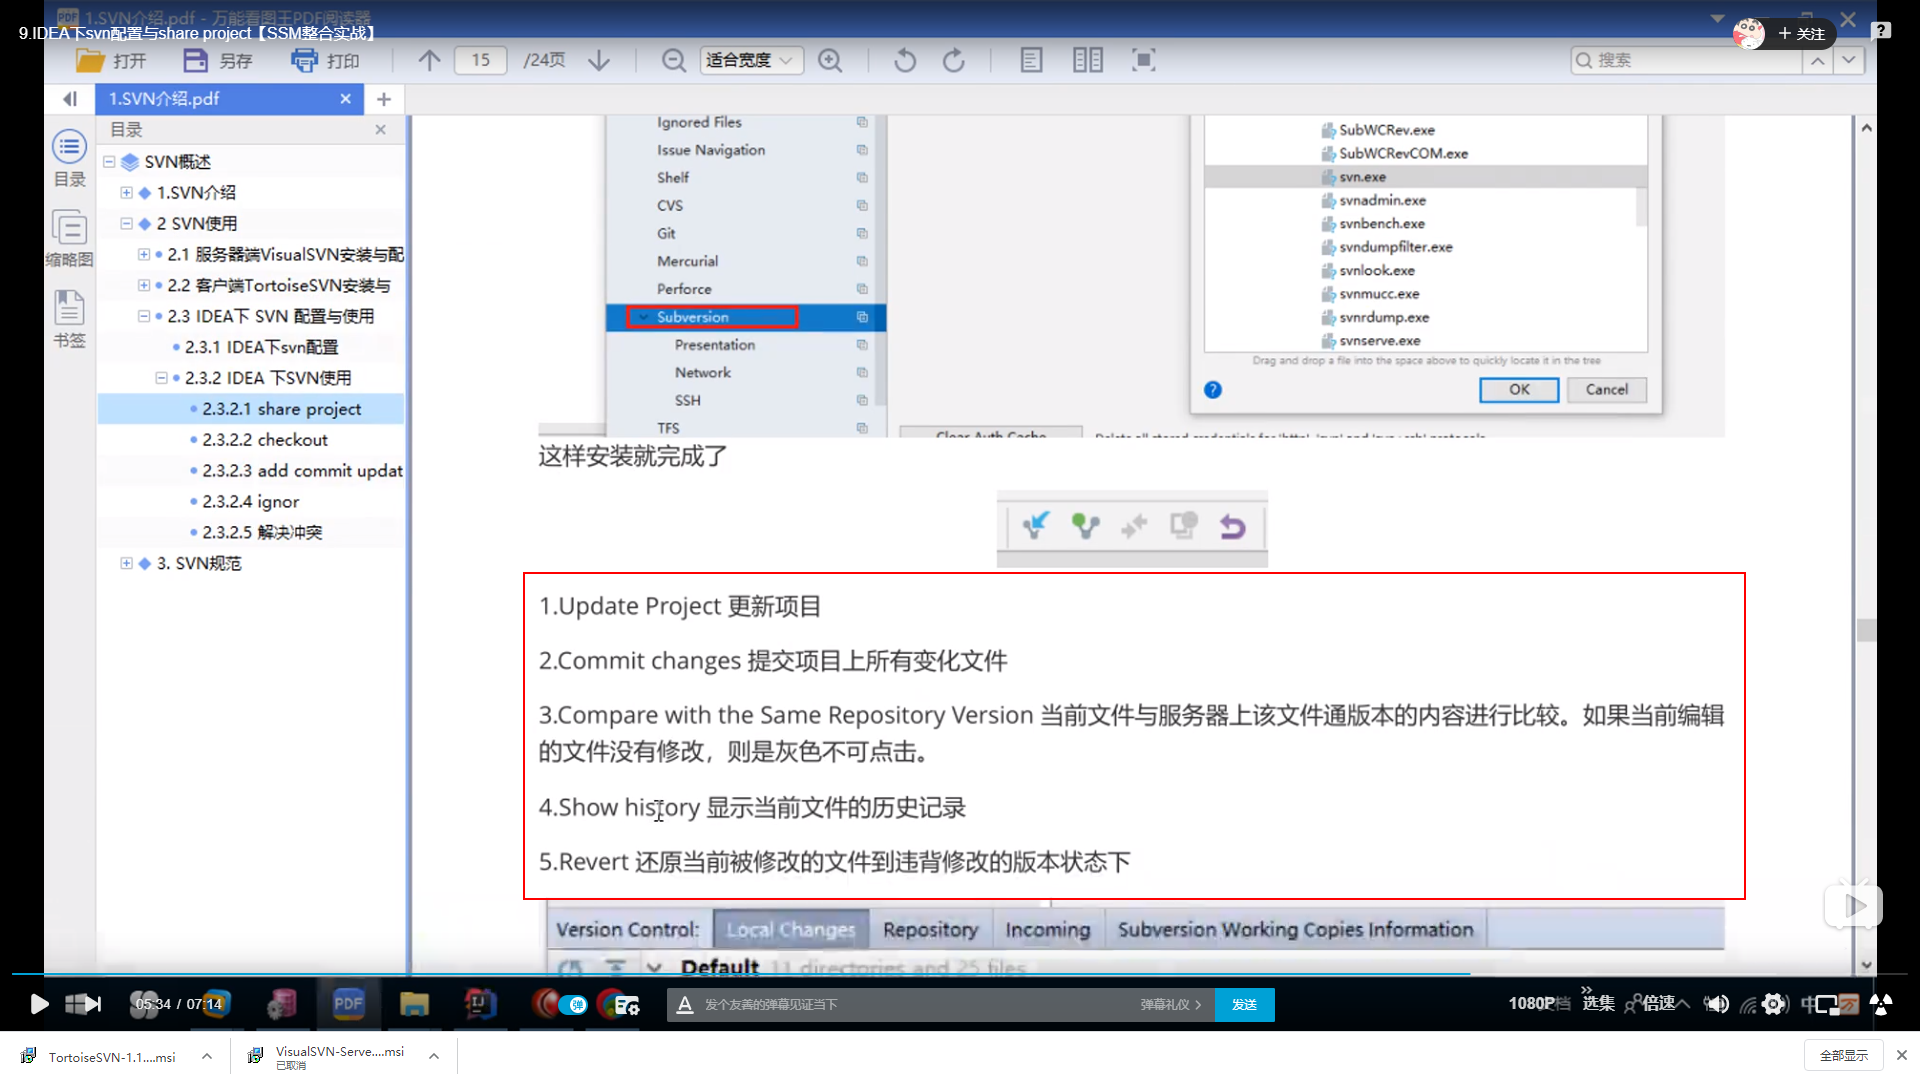 1.SVN介绍.pdf - 万能看图王PDF阅读器
9.IDEA下svn配置与share project【SSM整合实战】
+ 关注
打开
另存
打印
15
/24页
适合宽度
搜索
1.SVN介绍.pdf
目录
目录
缩略图
书签
SVN概述
1.SVN介绍
2 SVN使用
2.1 服务器端VisualSVN安装与配
2.2 客户端TortoiseSVN安装与
2.3 IDEA下 SVN 配置与使用
2.3.1 IDEA下svn配置
2.3.2 IDEA 下SVN使用
2.3.2.1 share project
2.3.2.2 checkout
2.3.2.3 add commit updat
2.3.2.4 ignor
2.3.2.5 解决冲突
3. SVN规范
Ignored Files
Issue Navigation
Shelf
CVS
Git
Mercurial
Perforce
Subversion
Presentation
Network
SSH
TFS
SubWCRev.exe
SubWCRevCOM.exe
svn.exe
svnadmin.exe
svnbench.exe
svndumpfilter.exe
svnlook.exe
svnmucc.exe
svnrdump.exe
svnserve.exe
Drag and drop a file into the space above to quickly locate it in the tree
OK
Cancel
Clear Auth Cache
Delete all stored credentials for 'http', 'svn' and 'svn+ssh' protocols
这样安装就完成了
1.Update Project 更新项目
2.Commit changes 提交项目上所有变化文件
3.Compare with the Same Repository Version 当前文件与服务器上该文件通版本的内容进行比较。如果当前编辑
的文件没有修改，则是灰色不可点击。
4.Show history 显示当前文件的历史记录
5.Revert 还原当前被修改的文件到违背修改的版本状态下
Version Control:
Local Changes
Repository
Incoming
Subversion Working Copies Information
Default 11 directories and 25 files
05:34 / 07:14
PDF
弹
发个友善的弹幕见证当下
弹幕礼仪 >
发送
1080P
选集
倍速
中
TortoiseSVN-1.1....msi
VisualSVN-Serve....msi
已取消
全部显示